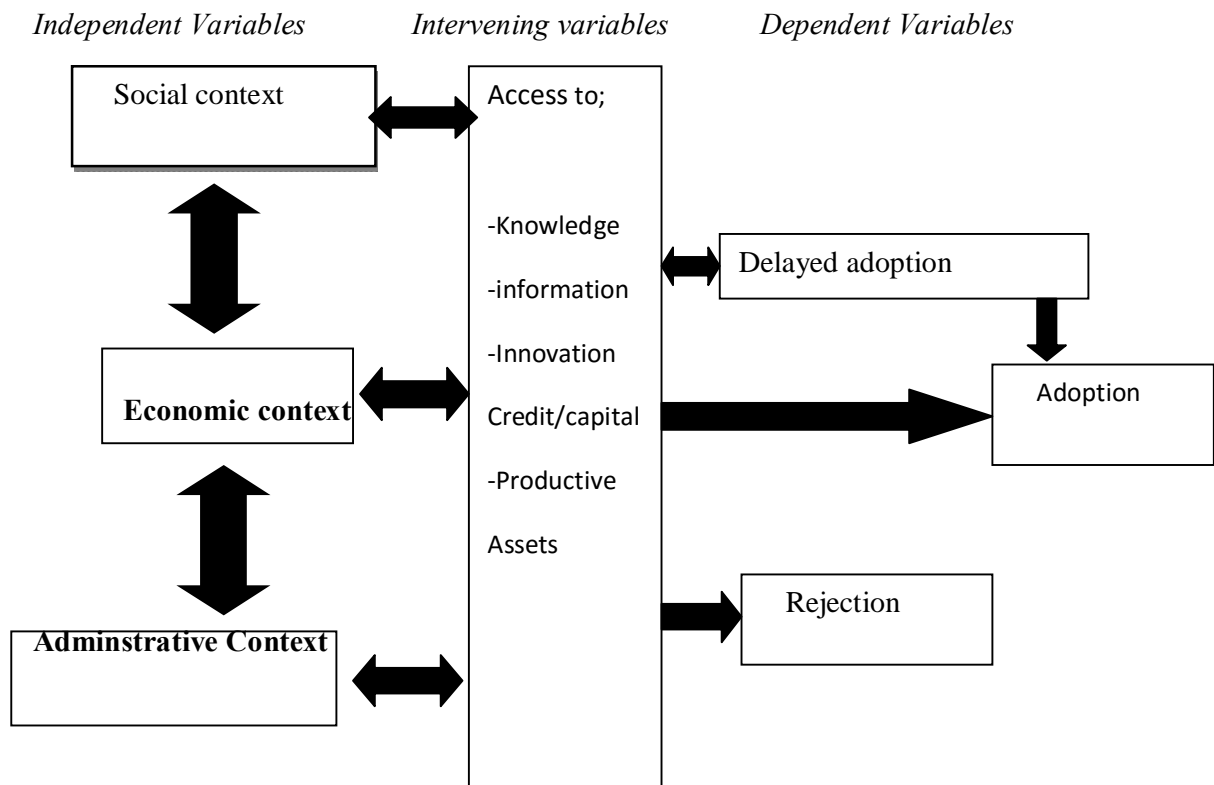 Independent Variables
Intervening variables
Dependent Variables
Social context
Economic context
Adminstrative Context
Access to;
-Knowledge
-information
-Innovation
Credit/capital
-Productive
Assets
Delayed adoption
Adoption
Rejection